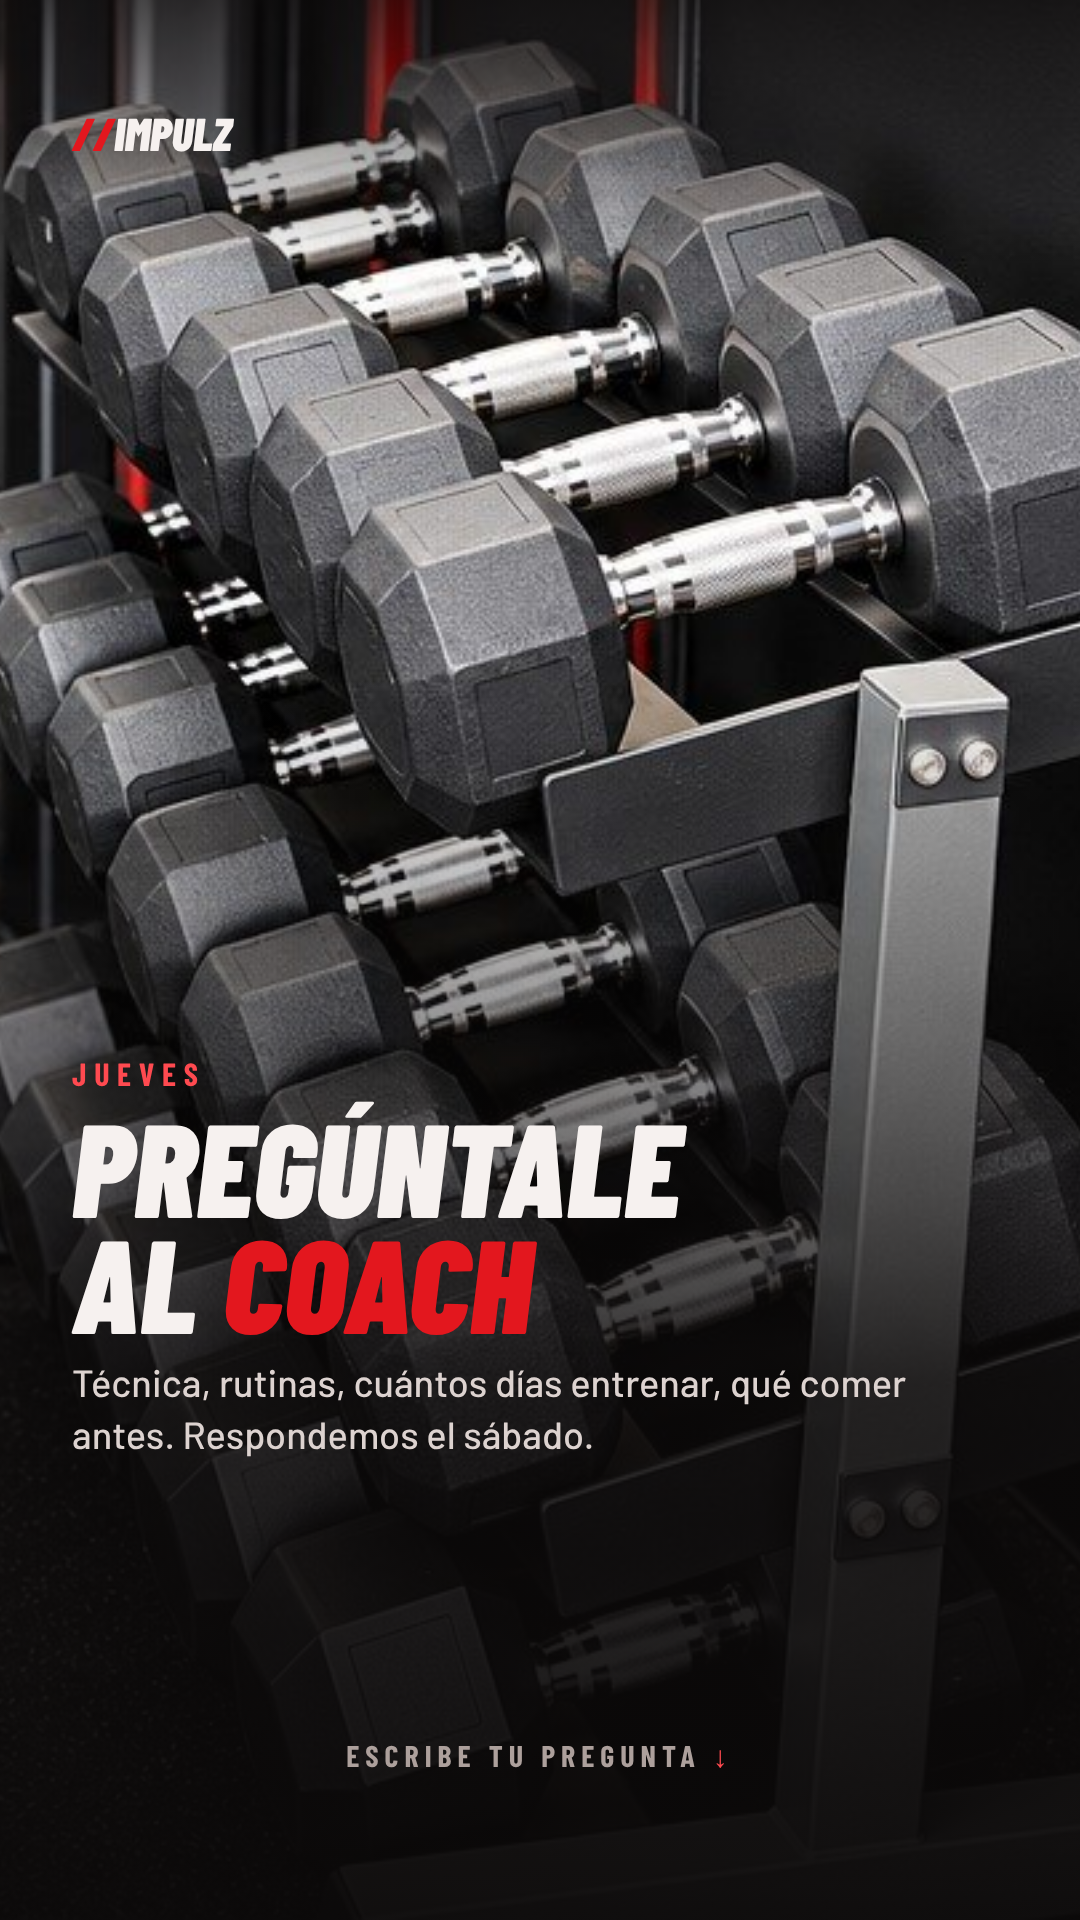 //IMPULZ
JUEVES
PREGÚNTALE
AL COACH
Técnica, rutinas, cuántos días entrenar, qué comer
antes. Respondemos el sábado.
ESCRIBE TU PREGUNTA ↓